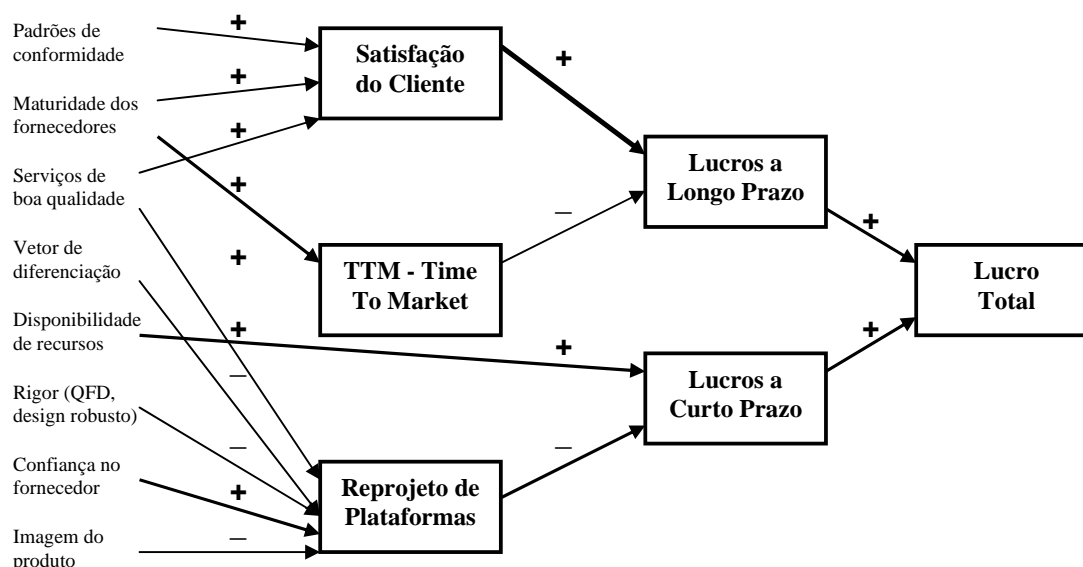 Padrões de
conformidade
Maturidade dos
fornecedores
Serviços de
boa qualidade
Vetor de
diferenciação
Disponibilidade
de recursos
Rigor (QFD,
design robusto)
Confiança no
fornecedor
Imagem do
produto
+
+
+
+
+
+
–
–
+
–
Satisfação
do Cliente
TTM - Time
To Market
Reprojeto de
Plataformas
+
–
+
–
Lucros a
Longo Prazo
Lucros a
Curto Prazo
+
+
Lucro
Total